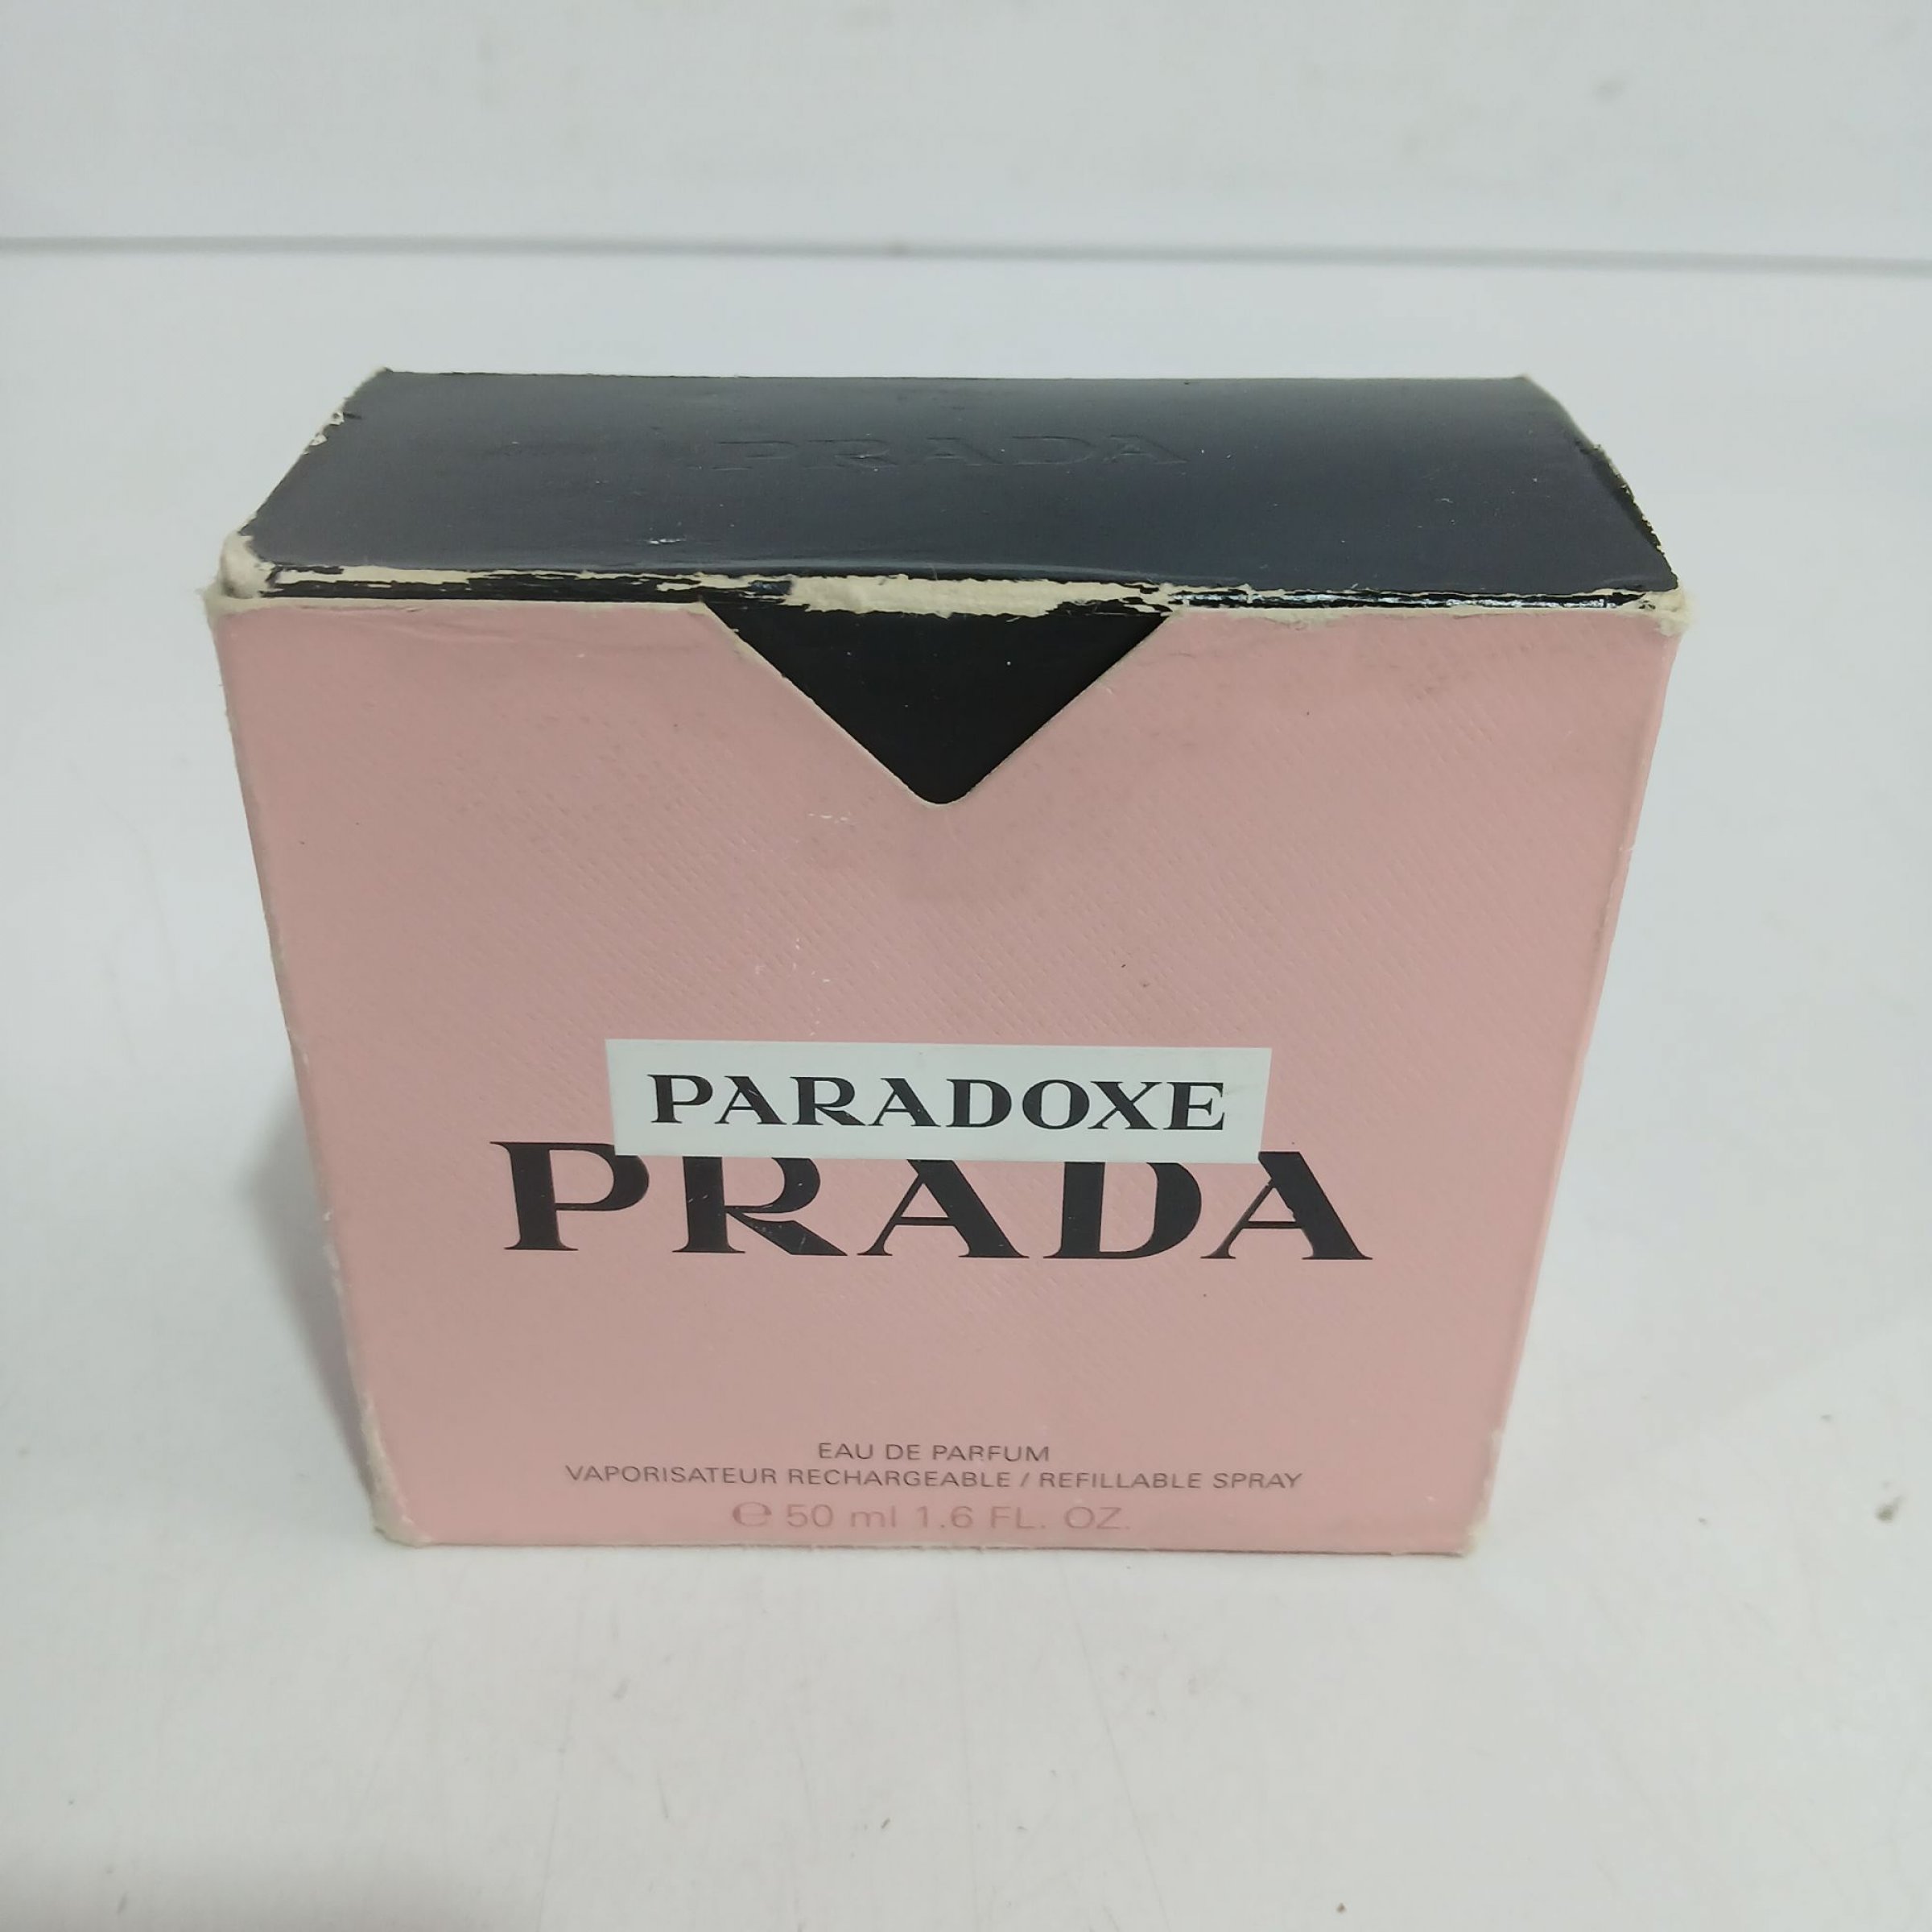 PRADA
PARADOXE
PRADA
EAU DE PARFUM
VAPORISATEUR RECHARGEABLE / REFILLABLE SPRAY
℮ 50 ml 1.6 FL. OZ.